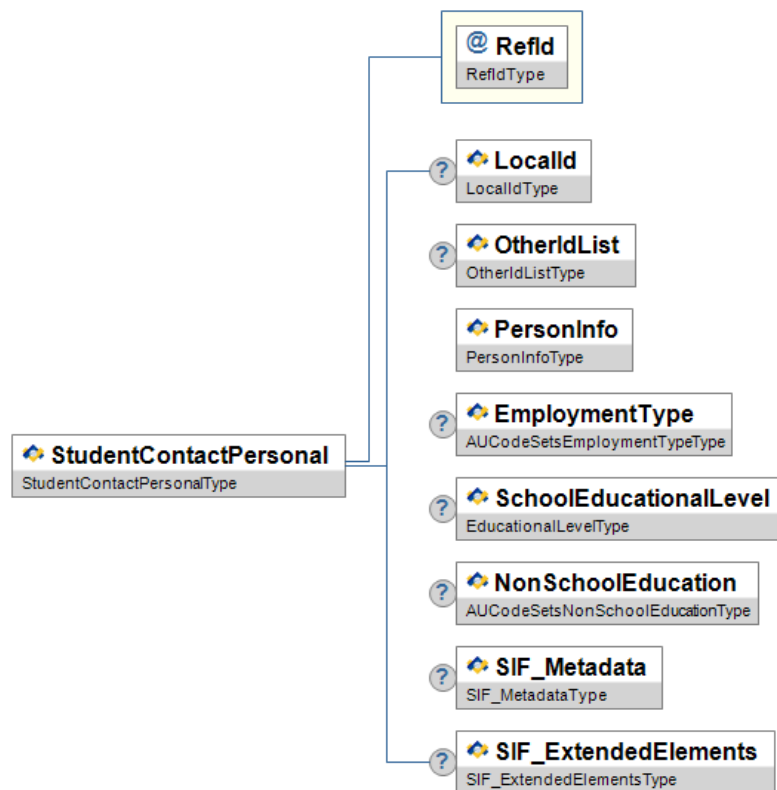 @ RefId
RefIdType
? LocalId
LocalIdType
? OtherIdList
OtherIdListType
PersonInfo
PersonInfoType
? EmploymentType
AUCodeSetsEmploymentTypeType
StudentContactPersonal
StudentContactPersonalType
? SchoolEducationalLevel
EducationalLevelType
? NonSchoolEducation
AUCodeSetsNonSchoolEducationType
? SIF_Metadata
SIF_MetadataType
? SIF_ExtendedElements
SIF_ExtendedElementsType